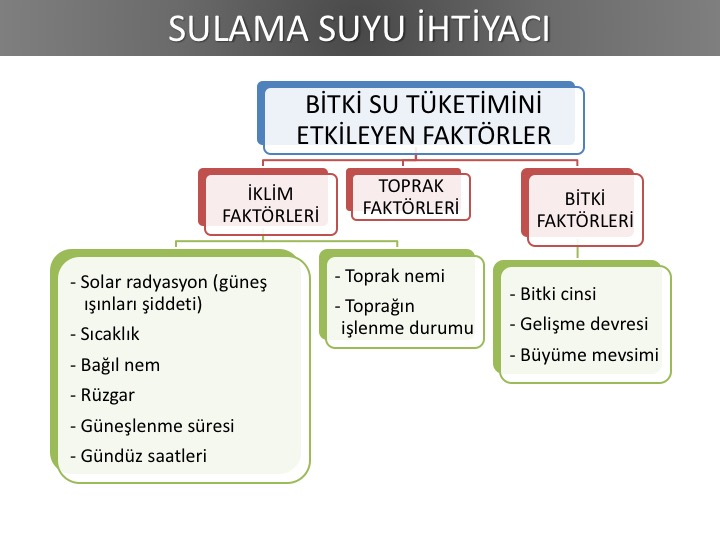 SULAMA SUYU İHTİYACI
BİTKİ SU TÜKETİMİNİ
ETKİLEYEN FAKTÖRLER
İKLİM
FAKTÖRLERİ
TOPRAK
FAKTÖRLERİ
BİTKİ
FAKTÖRLERİ
- Solar radyasyon (güneş
ışınları şiddeti)
- Sıcaklık
- Bağıl nem
- Rüzgar
- Güneşlenme süresi
- Gündüz saatleri
- Toprak nemi
- Toprağın
işlenme durumu
- Bitki cinsi
- Gelişme devresi
- Büyüme mevsimi